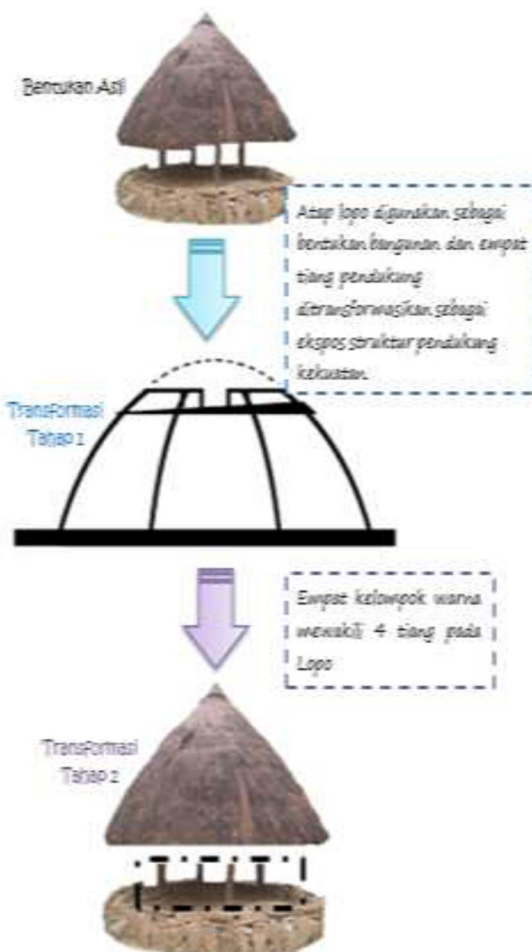 Bentukan Asli
Atap lopo digunakan sebagai
bentukan bangunan dan empat
tiang pendukung
ditransformasikan sebagai
ekspos struktur pendukung
kekuatan.
Transformasi
Tahap 1
Empat kelompok warna
mewakili 4 tiang pada
Lopo
Transformasi
Tahap 2